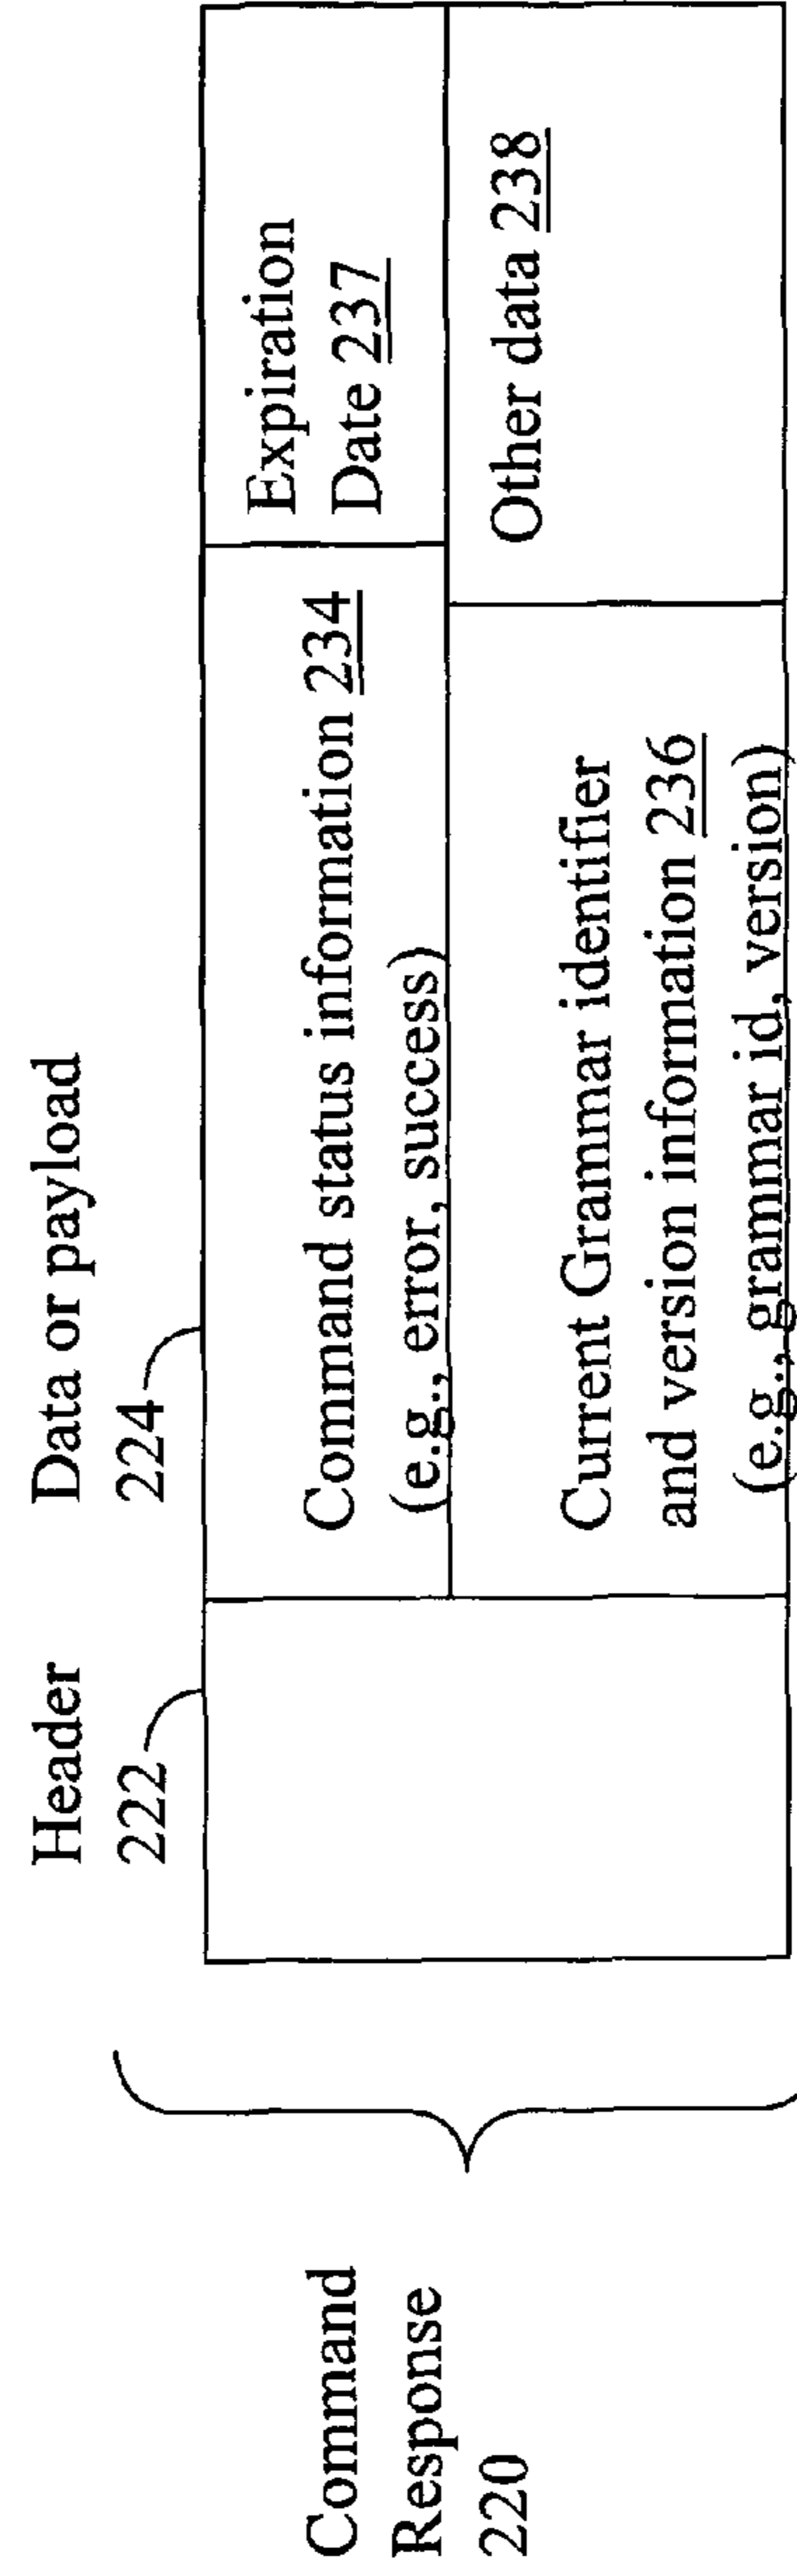 Header
222
Data or payload
224
Command
Response
220
Command status information 234
(e.g., error, success)
Expiration
Date 237
Current Grammar identifier
and version information 236
(e.g., grammar id, version)
Other data 238